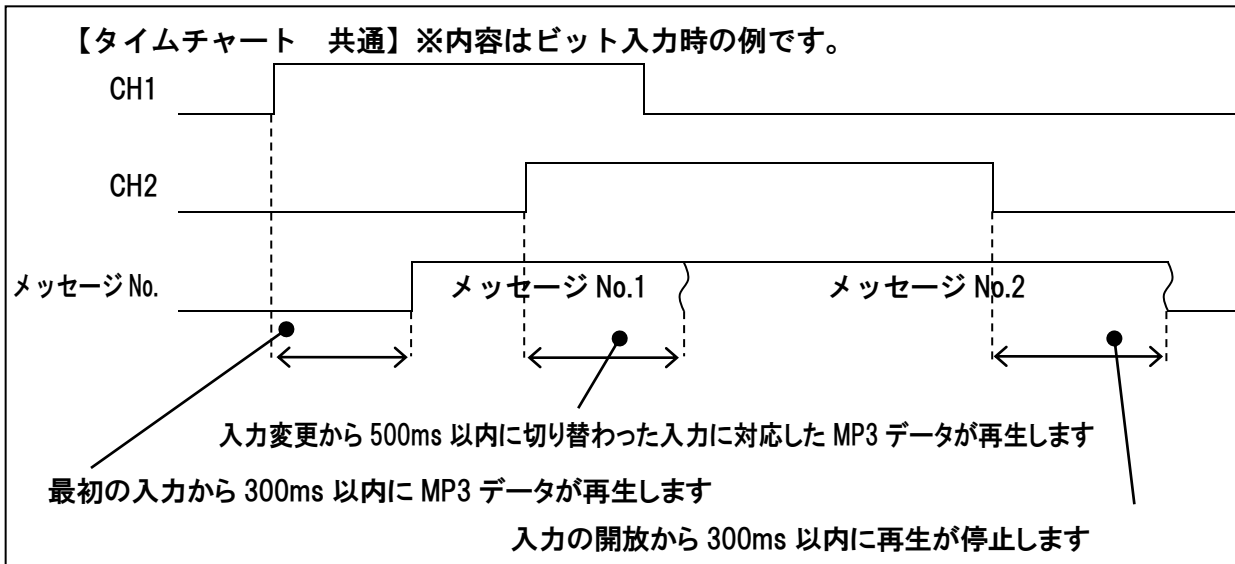 【タイムチャート　共通】※内容はビット入力時の例です。
CH1
CH2
メッセージ No.
メッセージ No.1
メッセージ No.2
入力変更から 500ms 以内に切り替わった入力に対応した MP3 データが再生します
最初の入力から 300ms 以内に MP3 データが再生します
入力の開放から 300ms 以内に再生が停止します